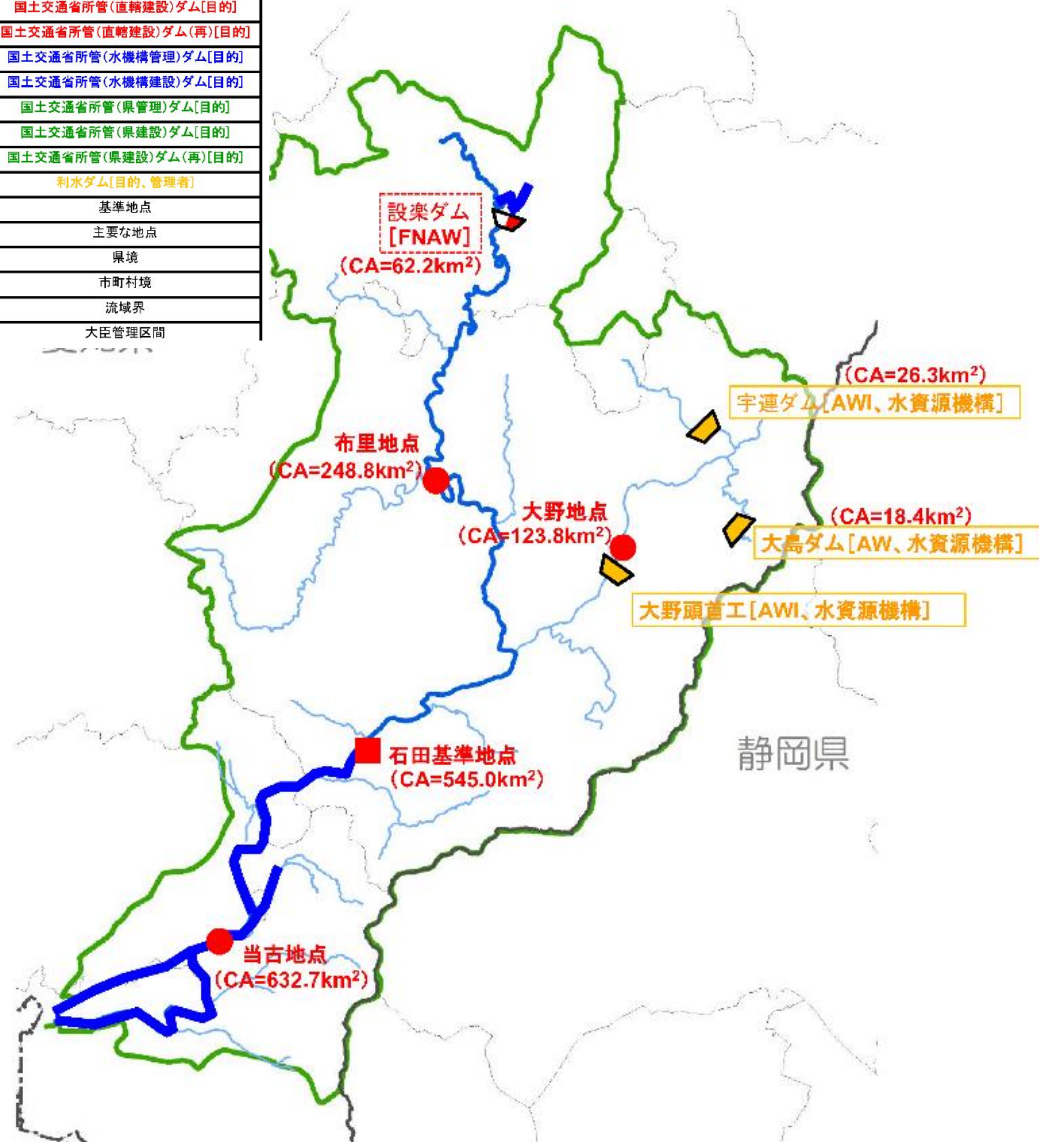 国土交通省所管(直轄建設)ダム[目的]
国土交通省所管(直轄建設)ダム(再)[目的]
国土交通省所管(水機構管理)ダム[目的]
国土交通省所管(水機構建設)ダム[目的]
国土交通省所管(県管理)ダム[目的]
国土交通省所管(県建設)ダム[目的]
国土交通省所管(県建設)ダム(再)[目的]
利水ダム[目的、管理者]
基準地点
主要な地点
県境
市町村境
流域界
大臣管理区間
設楽ダム
[FNAW]
(CA=62.2km²)
(CA=26.3km²)
宇連ダム[AWI、水資源機構]
布里地点
(CA=248.8km²)
大野地点
(CA=123.8km²)
(CA=18.4km²)
大島ダム[AW、水資源機構]
大野頭首工[AWI、水資源機構]
石田基準地点
(CA=545.0km²)
静岡県
当古地点
(CA=632.7km²)